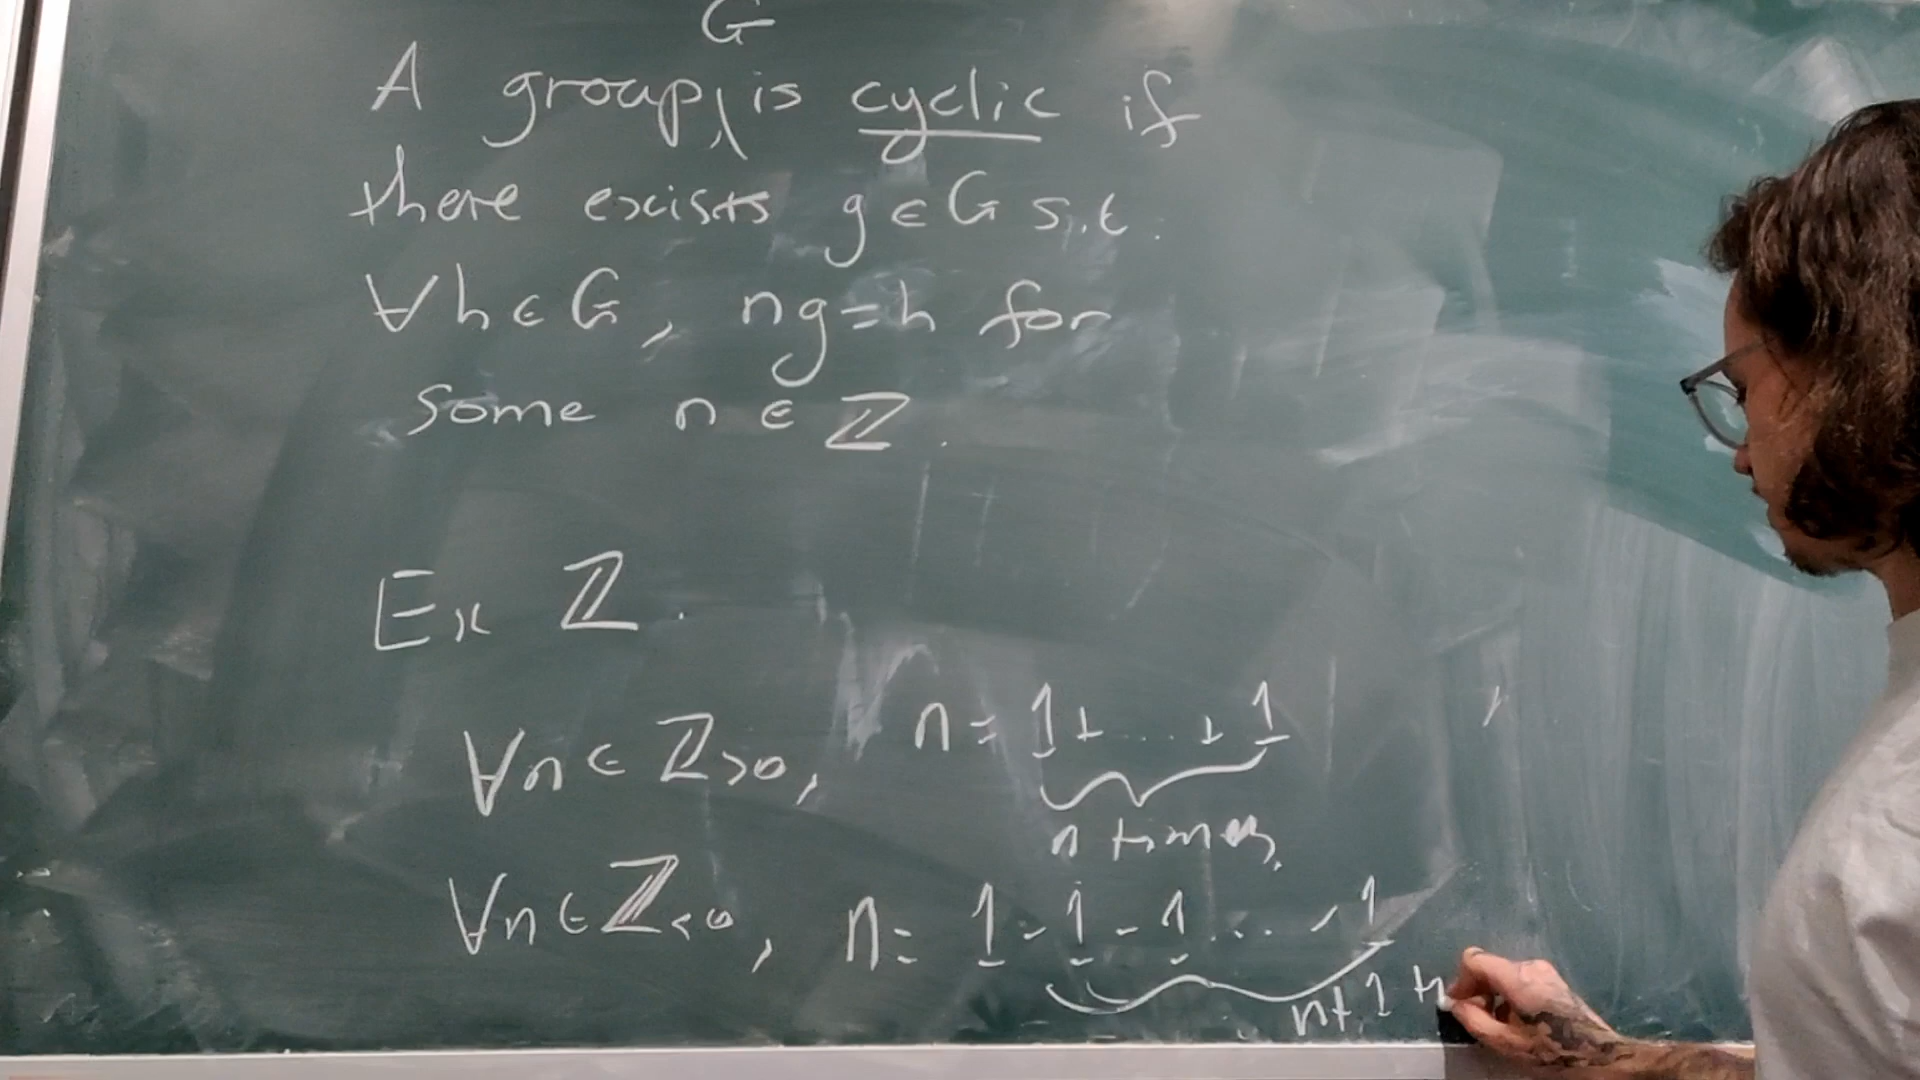 A group G is cyclic if
there exists g ∈ G s.t.
∀h ∈ G, ng = h for
some n ∈ ℤ.
Ex ℤ.
∀n ∈ ℤ>0, n = 1 + ... + 1
n times.
∀n ∈ ℤ<0, n = 1 - 1 - 1 ... - 1
n+1 t